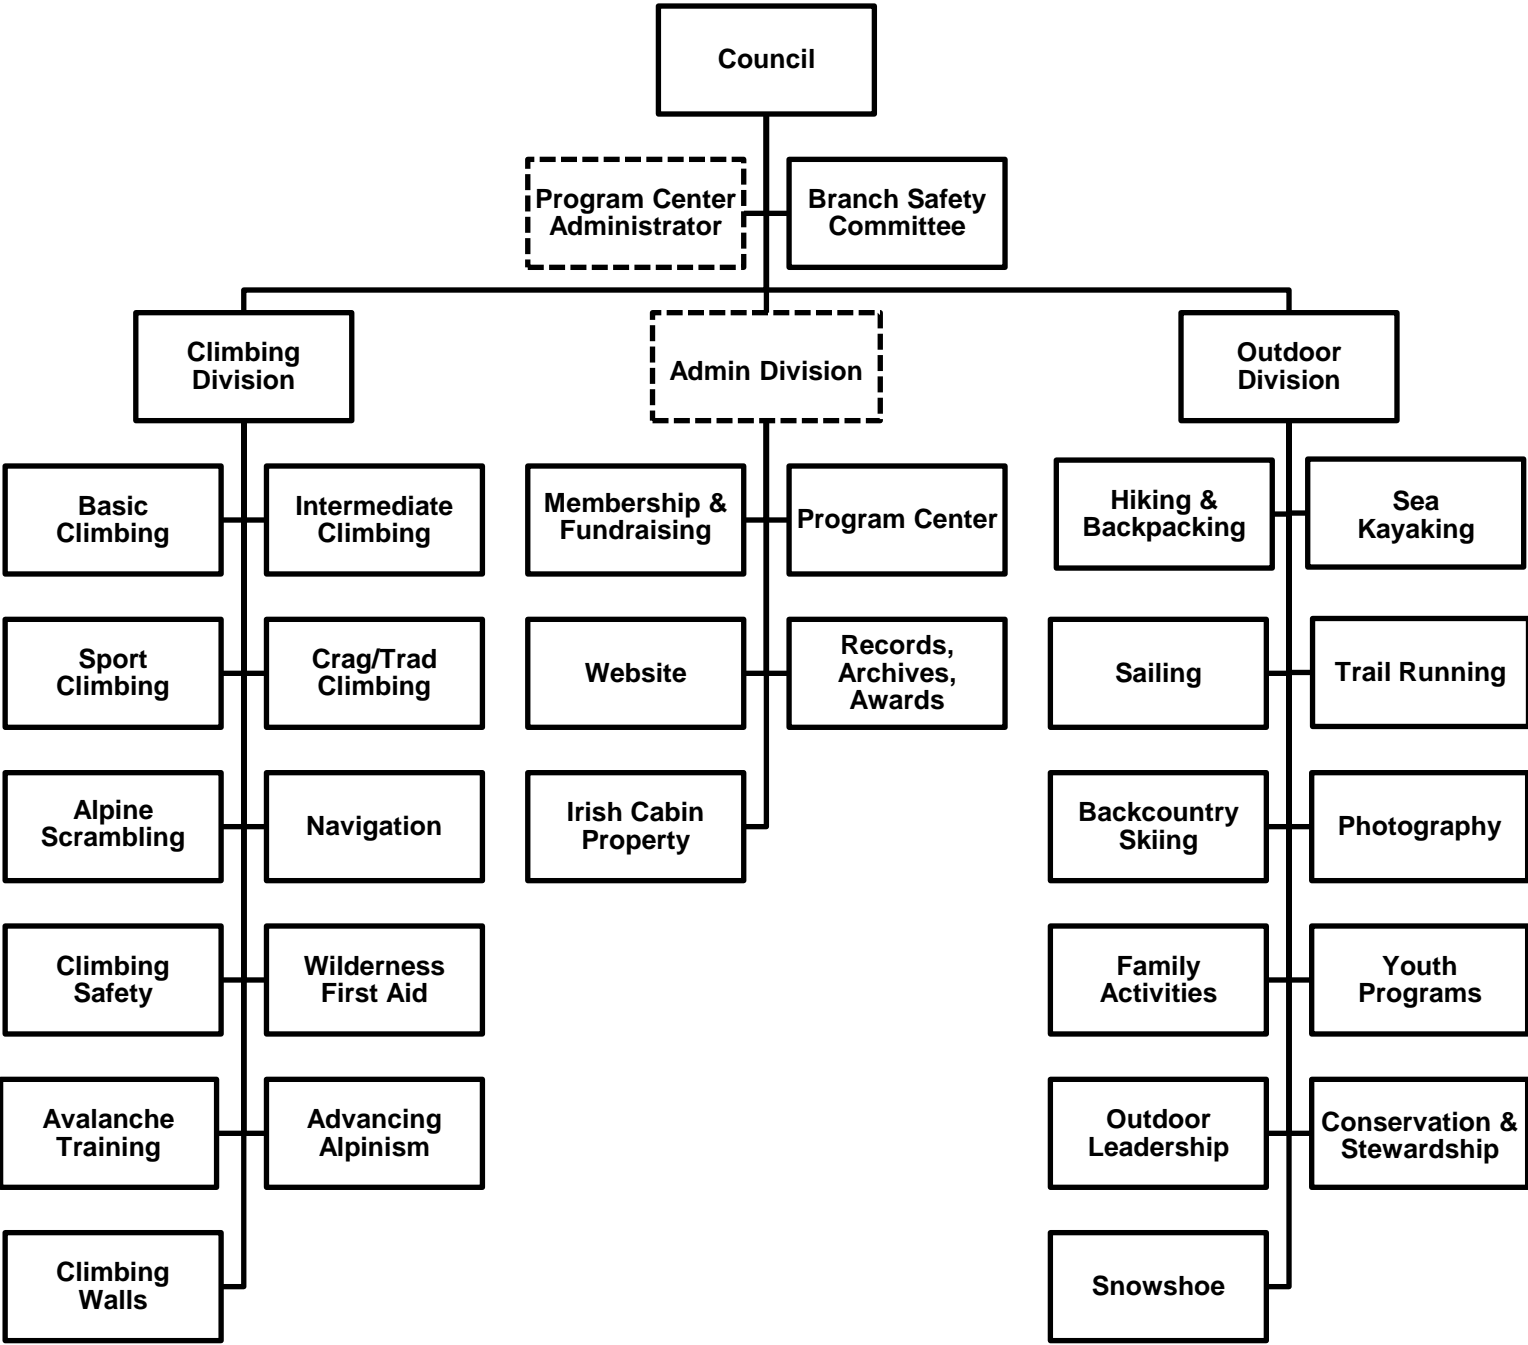 Council
Program Center
Administrator
Branch Safety
Committee
Climbing
Division
Admin Division
Outdoor
Division
Basic
Climbing
Intermediate
Climbing
Membership &
Fundraising
Program Center
Hiking &
Backpacking
Sea
Kayaking
Sport
Climbing
Crag/Trad
Climbing
Website
Records,
Archives,
Awards
Sailing
Trail Running
Alpine
Scrambling
Navigation
Irish Cabin
Property
Backcountry
Skiing
Photography
Climbing
Safety
Wilderness
First Aid
Family
Activities
Youth
Programs
Avalanche
Training
Advancing
Alpinism
Outdoor
Leadership
Conservation &
Stewardship
Climbing
Walls
Snowshoe